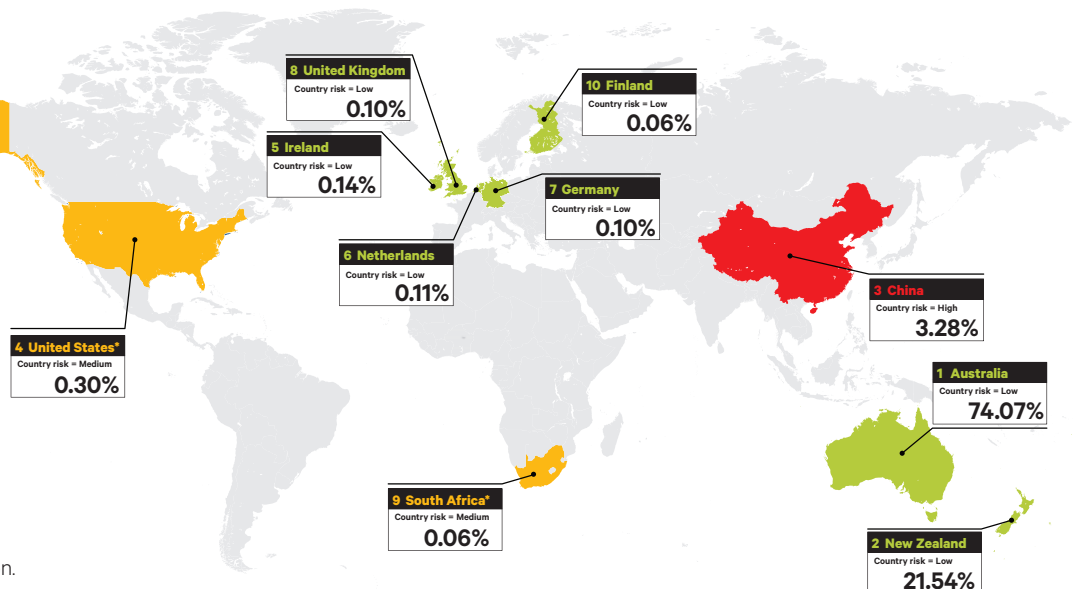 8 United Kingdom
Country risk = Low
0.10%
10 Finland
Country risk = Low
0.06%
5 Ireland
Country risk = Low
0.14%
7 Germany
Country risk = Low
0.10%
6 Netherlands
Country risk = Low
0.11%
3 China
Country risk = High
3.28%
4 United States*
Country risk = Medium
0.30%
1 Australia
Country risk = Low
74.07%
9 South Africa*
Country risk = Medium
0.06%
2 New Zealand
Country risk = Low
21.54%
n.